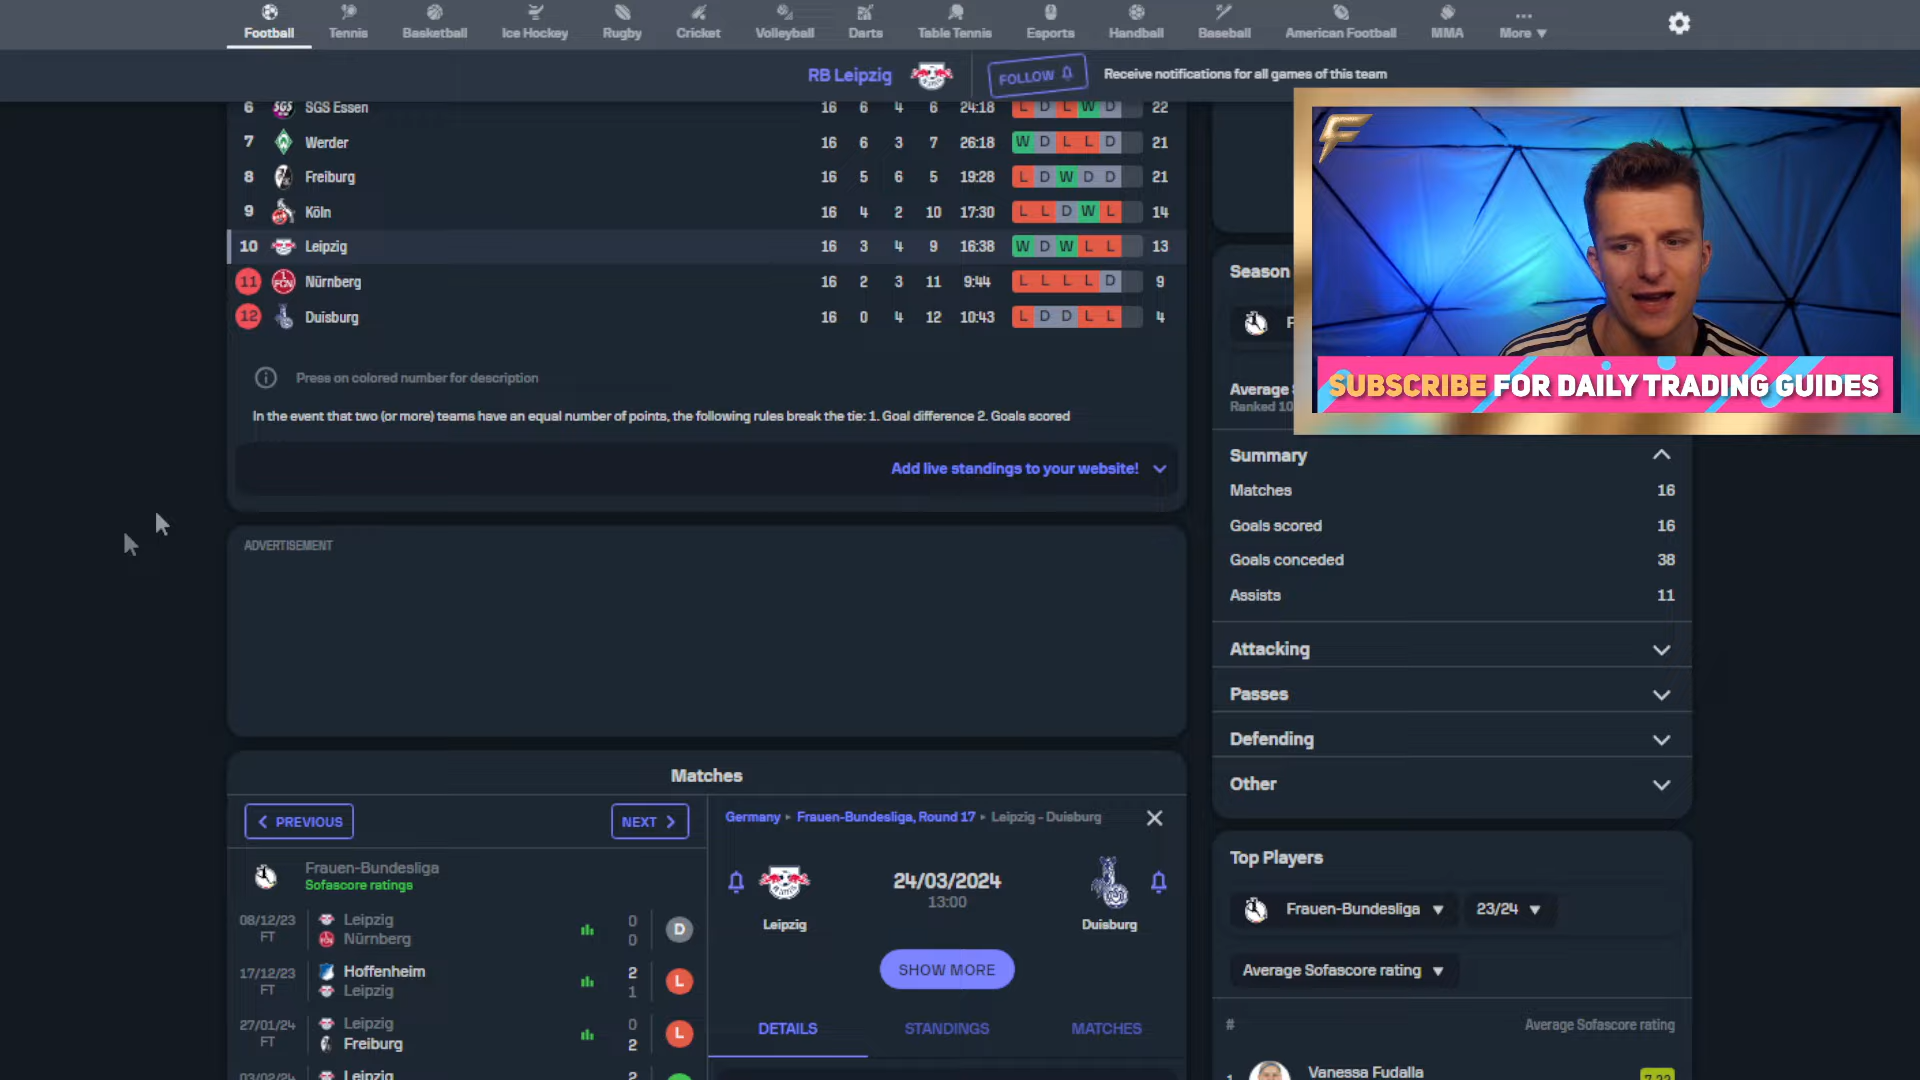 Football Tennis Basketball Ice Hockey Rugby Cricket Volleyball Darts Table Tennis Esports Handball Baseball American Football MMA More ▼
RB Leipzig FOLLOW Receive notifications for all games of this team
6 SGS Essen 16 6 4 6 24:18 L D L W D 22
7 Werder 16 6 3 7 26:18 W D L L D 21
8 Freiburg 16 5 6 5 19:28 L D W D D 21
9 Köln 16 4 2 10 17:30 L L D W L 14
10 Leipzig 16 3 4 9 16:38 W D W L L 13
11 Nürnberg 16 2 3 11 9:44 L L L L D 9
12 Duisburg 16 0 4 12 10:43 L D D L L 4
Press on colored number for description
In the event that two (or more) teams have an equal number of points, the following rules break the tie: 1. Goal difference 2. Goals scored
Add live standings to your website!
ADVERTISEMENT
Matches
PREVIOUS NEXT
Frauen-Bundesliga
Sofascore ratings
08/12/23 Leipzig 0
FT Nürnberg 0 D
17/12/23 Hoffenheim 2
FT Leipzig 1 L
27/01/24 Leipzig 0
FT Freiburg 2 L
03/02/24 Leipzig 2
Germany Frauen-Bundesliga, Round 17 Leipzig - Duisburg
24/03/2024
13:00
Leipzig Duisburg
SHOW MORE
DETAILS STANDINGS MATCHES
SUBSCRIBE FOR DAILY TRADING GUIDES
Season
Average
Ranked 10
Summary
Matches 16
Goals scored 16
Goals conceded 38
Assists 11
Attacking
Passes
Defending
Other
Top Players
Frauen-Bundesliga ▼ 23/24 ▼
Average Sofascore rating ▼
# Average Sofascore rating
1 Vanessa Fudalla